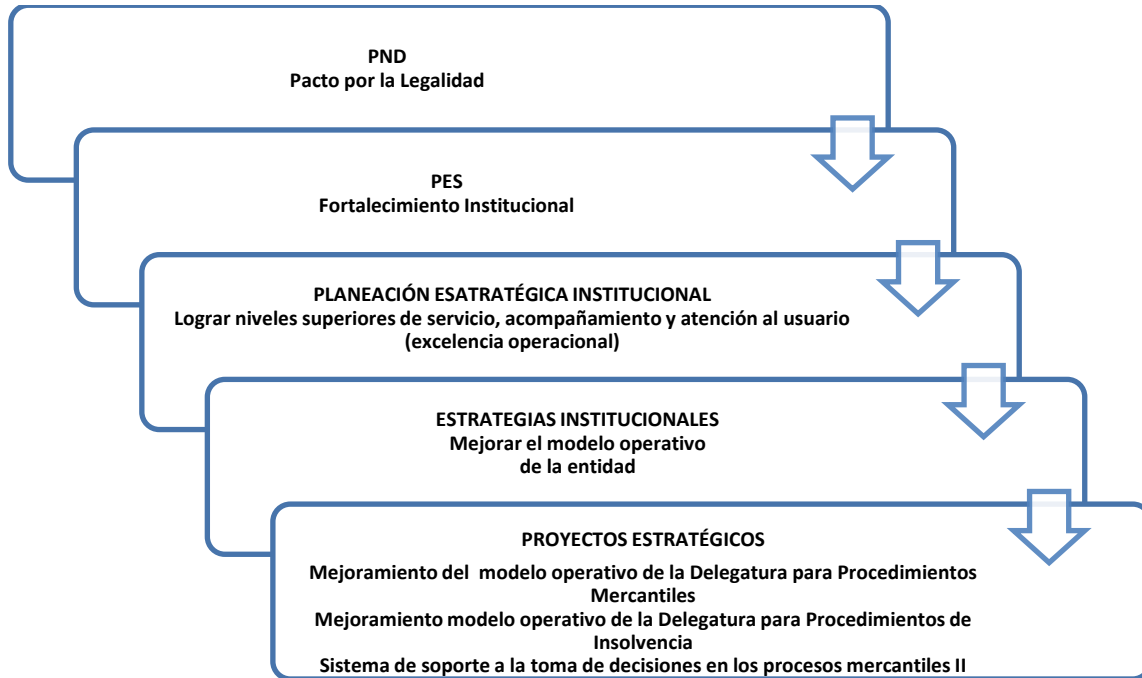 PND
Pacto por la Legalidad
PES
Fortalecimiento Institucional
PLANEACIÓN ESATRATÉGICA INSTITUCIONAL
Lograr niveles superiores de servicio, acompañamiento y atención al usuario
(excelencia operacional)
ESTRATEGIAS INSTITUCIONALES
Mejorar el modelo operativo
de la entidad
PROYECTOS ESTRATÉGICOS
Mejoramiento del modelo operativo de la Delegatura para Procedimientos
Mercantiles
Mejoramiento modelo operativo de la Delegatura para Procedimientos de
Insolvencia
Sistema de soporte a la toma de decisiones en los procesos mercantiles II